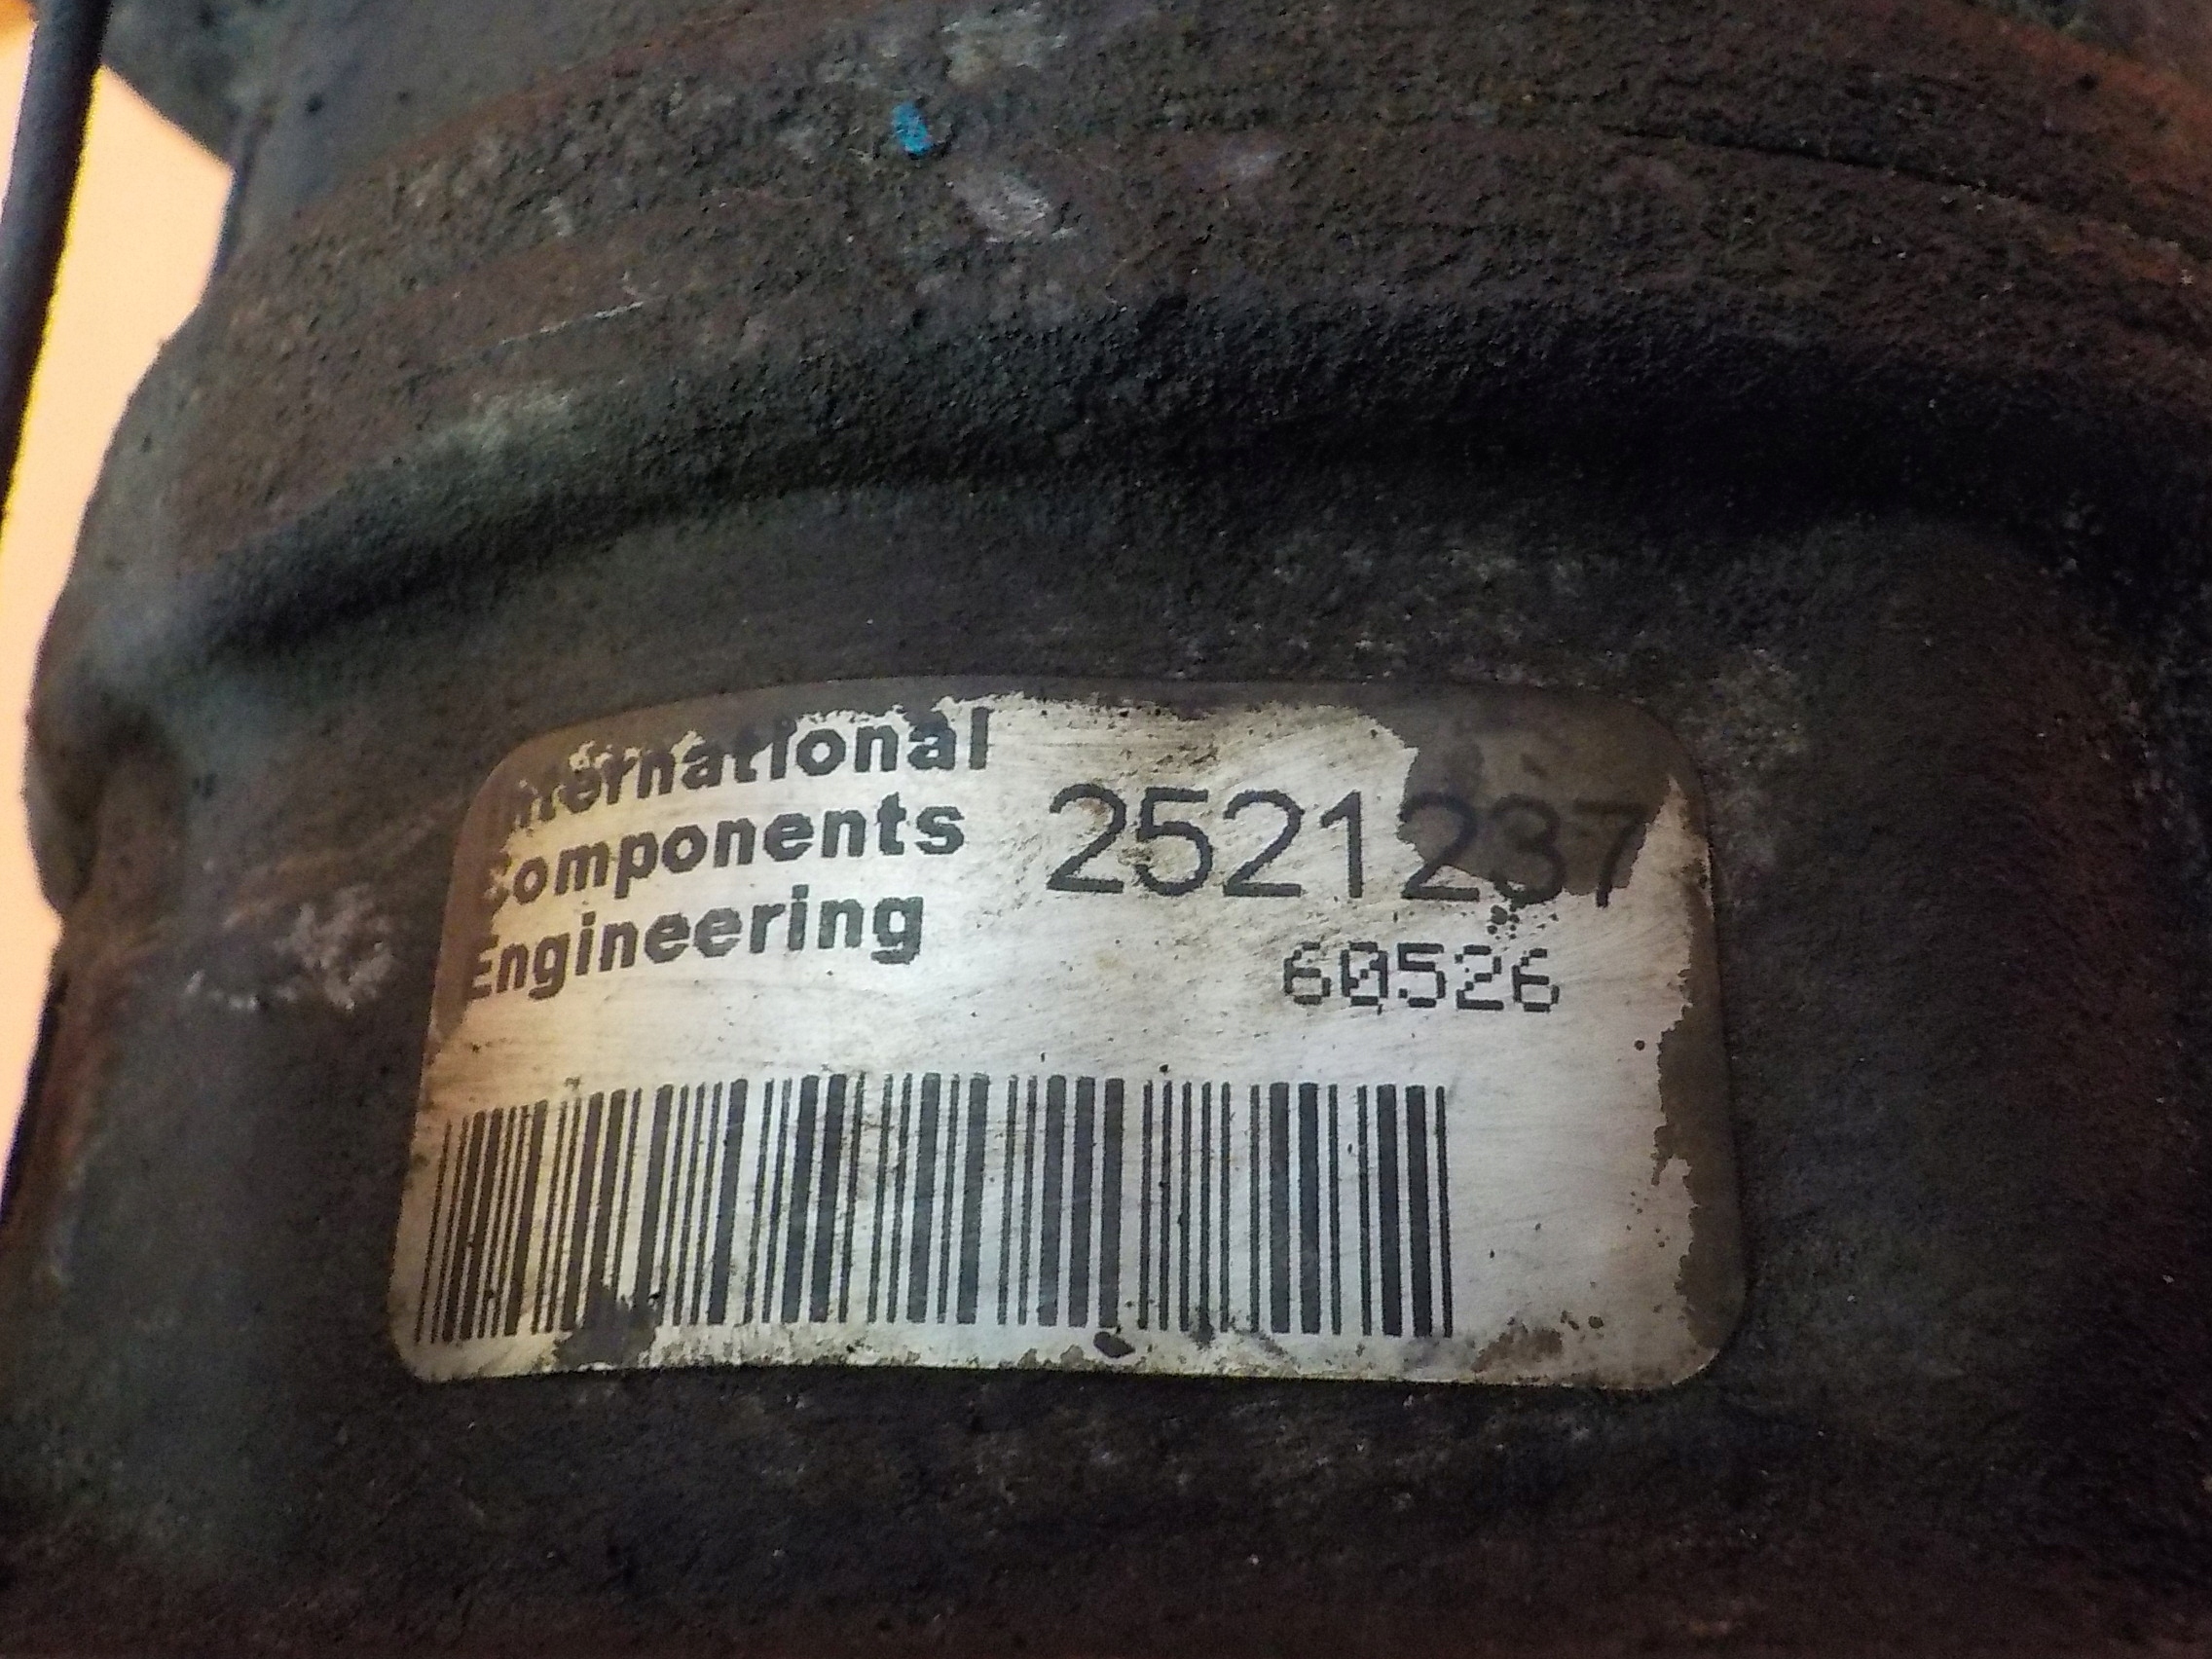 International
Components
Engineering
2521237
60526